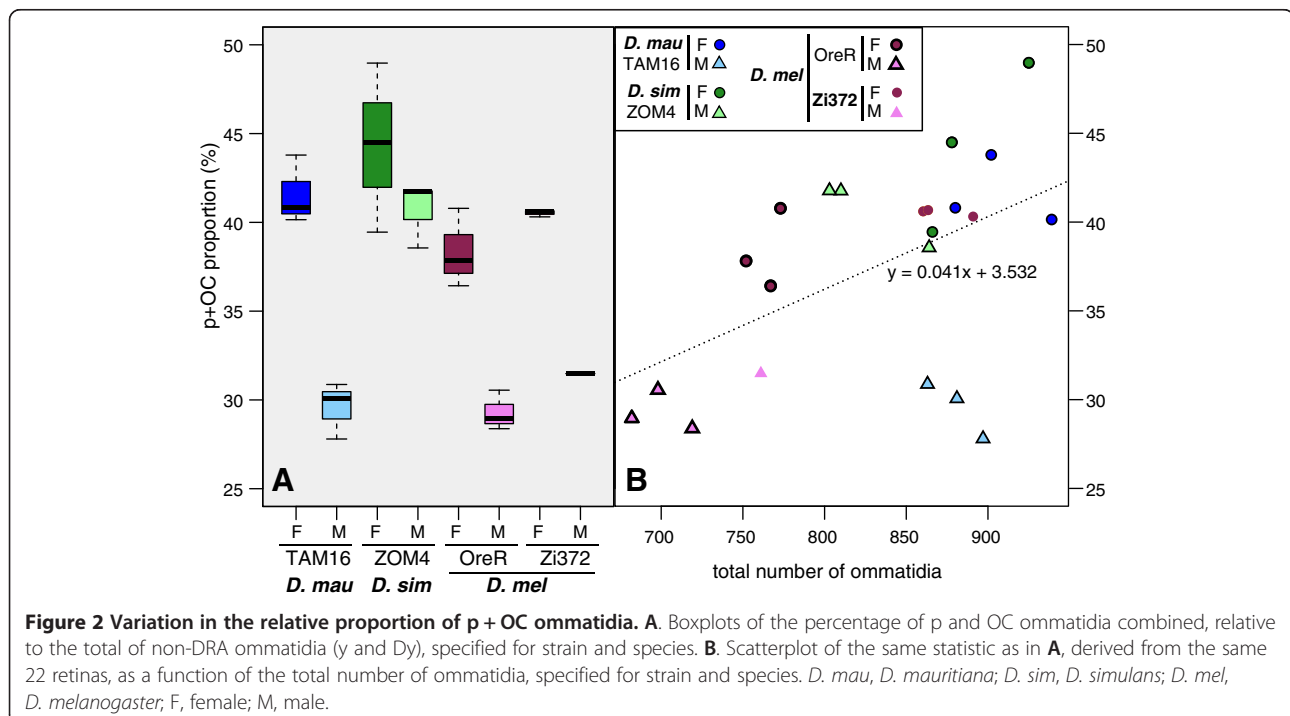 50
45
40
35
30
25
p+OC proportion (%)
A
F M F M F M F M
TAM16 ZOM4 OreR Zi372
D. mau D. sim D. mel
D. mau F
TAM16 M
D. sim F
ZOM4 M
D. mel
OreR F
M
Zi372 F
M
y = 0.041x + 3.532
B
50
45
40
35
30
25
700 750 800 850 900
total number of ommatidia
Figure 2 Variation in the relative proportion of p + OC ommatidia. A. Boxplots of the percentage of p and OC ommatidia combined, relative
to the total of non-DRA ommatidia (y and Dy), specified for strain and species. B. Scatterplot of the same statistic as in A, derived from the same
22 retinas, as a function of the total number of ommatidia, specified for strain and species. D. mau, D. mauritiana; D. sim, D. simulans; D. mel,
D. melanogaster; F, female; M, male.